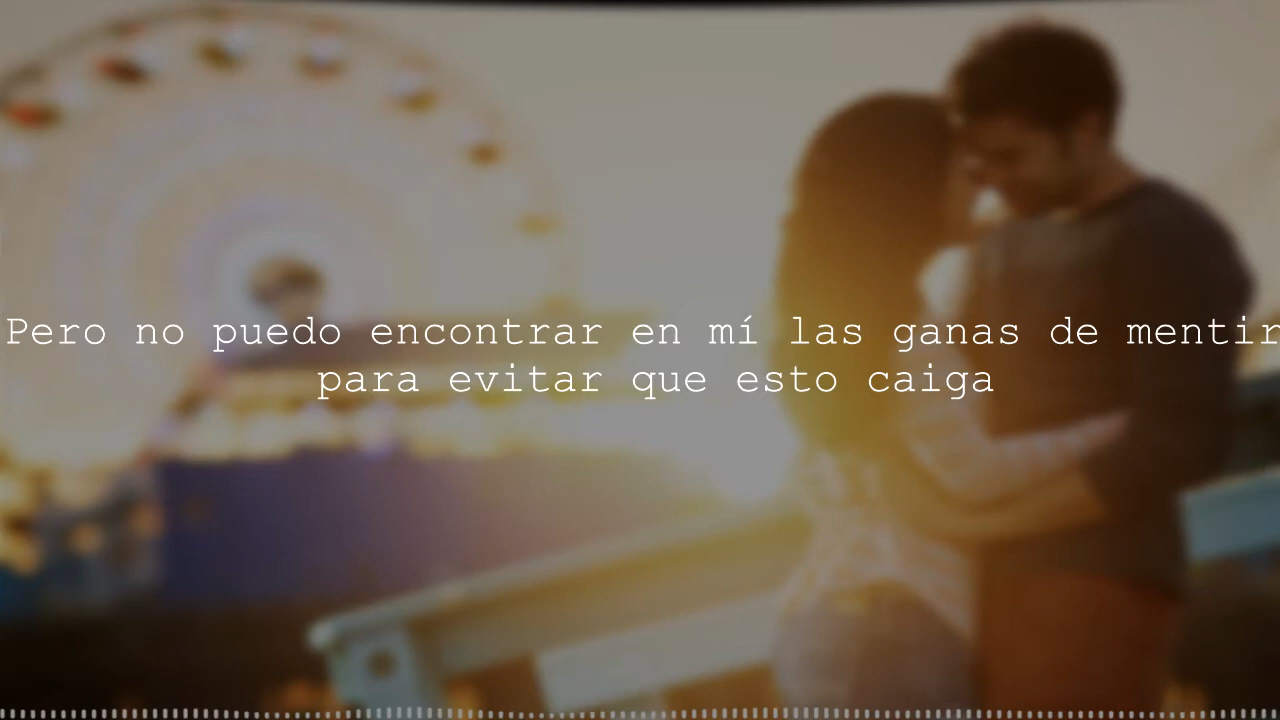 Pero no puedo encontrar en mí las ganas de mentir
para evitar que esto caiga